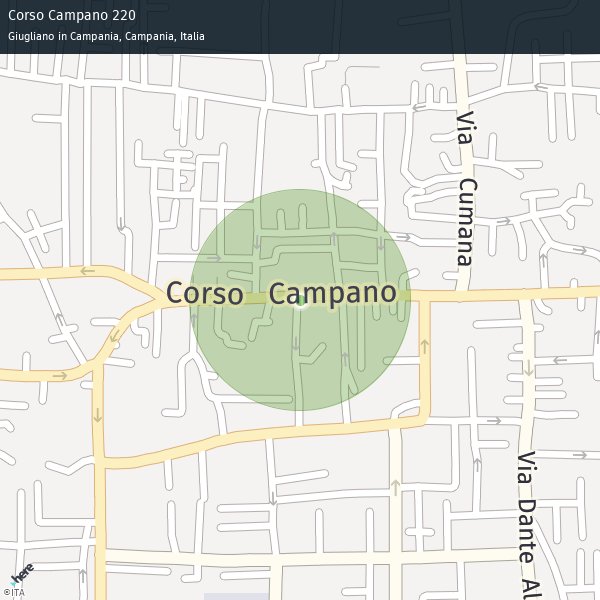 Corso Campano 220
Giugliano in Campania, Campania, Italia
Via Cumana
Corso Campano
Via Dante Al
here
©ITA